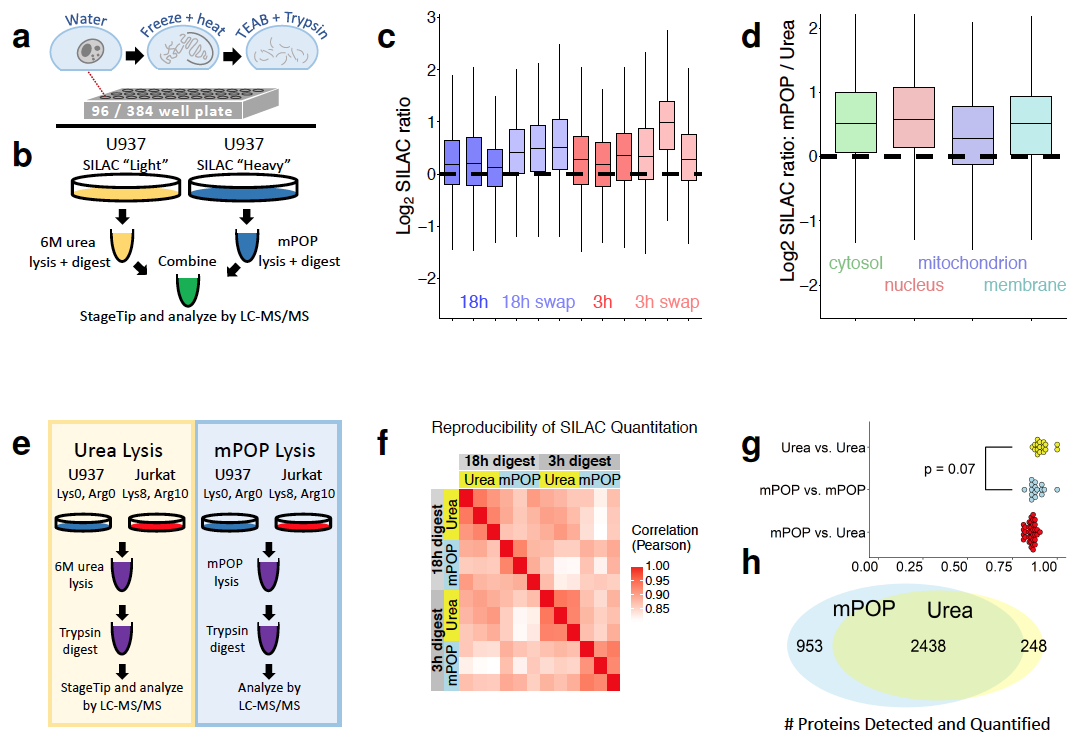 a
Water
Freeze + heat
TEAB + Trypsin
96 / 384 well plate
b
U937
SILAC “Light”
U937
SILAC “Heavy”
6M urea
lysis + digest
mPOP
lysis + digest
Combine
StageTip and analyze by LC-MS/MS
c
Log2 SILAC ratio
3
2
1
0
−1
−2
18h
18h swap
3h
3h swap
d
Log2 SILAC ratio: mPOP / Urea
2
1
0
−1
−2
cytosol
mitochondrion
nucleus
membrane
e
Urea Lysis
U937
Jurkat
Lys0, Arg0
Lys8, Arg10
6M urea
lysis
Trypsin
digest
StageTip and analyze
by LC-MS/MS
mPOP Lysis
U937
Jurkat
Lys0, Arg0
Lys8, Arg10
mPOP
lysis
Trypsin
digest
Analyze by
LC-MS/MS
f
Reproducibility of SILAC Quantitation
18h digest
3h digest
Urea
mPOP
Urea
mPOP
18h digest
3h digest
Urea
mPOP
Urea
mPOP
Correlation
(Pearson)
1.00
0.95
0.90
0.85
g
Urea vs. Urea
mPOP vs. mPOP
mPOP vs. Urea
p = 0.07
0.00
0.25
0.50
0.75
1.00
h
mPOP
Urea
953
2438
248
# Proteins Detected and Quantified